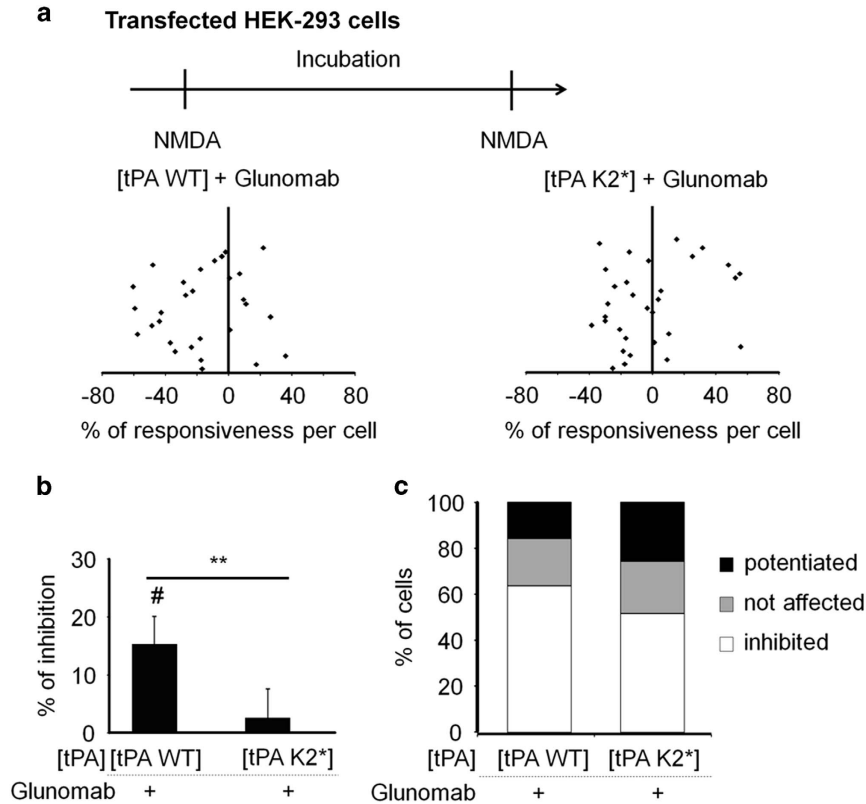 a
Transfected HEK-293 cells
Incubation
NMDA NMDA
[tPA WT] + Glunomab
-80 -40 0 40 80
% of responsiveness per cell
[tPA K2*] + Glunomab
-80 -40 0 40 80
% of responsiveness per cell
b
% of inhibition
30
20
10
0
**
#
[tPA] [tPA WT] [tPA K2*]
Glunomab + +
c
% of cells
100
80
60
40
20
0
potentiated
not affected
inhibited
[tPA] [tPA WT] [tPA K2*]
Glunomab + +